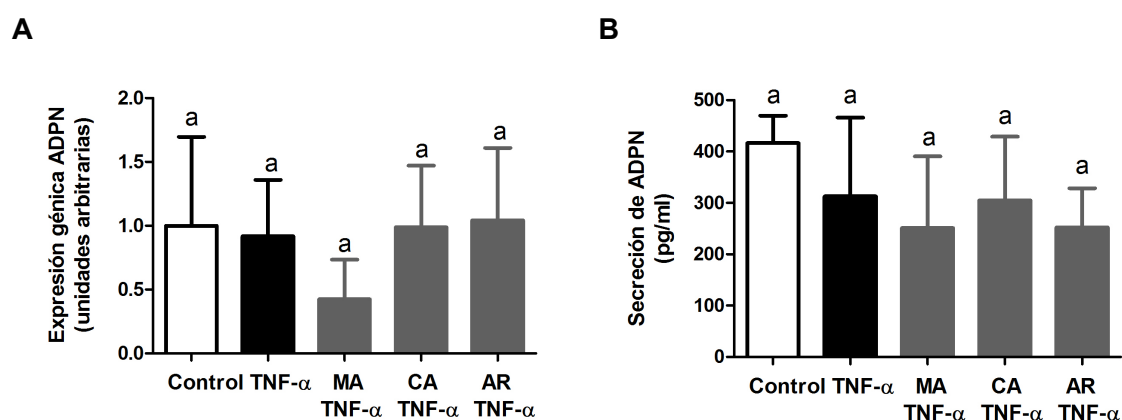 A
Expresión génica ADPN
(unidades arbitrarias)
2.0
1.5
1.0
0.5
0.0
a
a
a
a
a
Control TNF-α MA CA AR
TNF-α TNF-α TNF-α
B
Secreción de ADPN
(pg/ml)
500
400
300
200
100
0
a
a
a
a
a
Control TNF-α MA CA AR
TNF-α TNF-α TNF-α